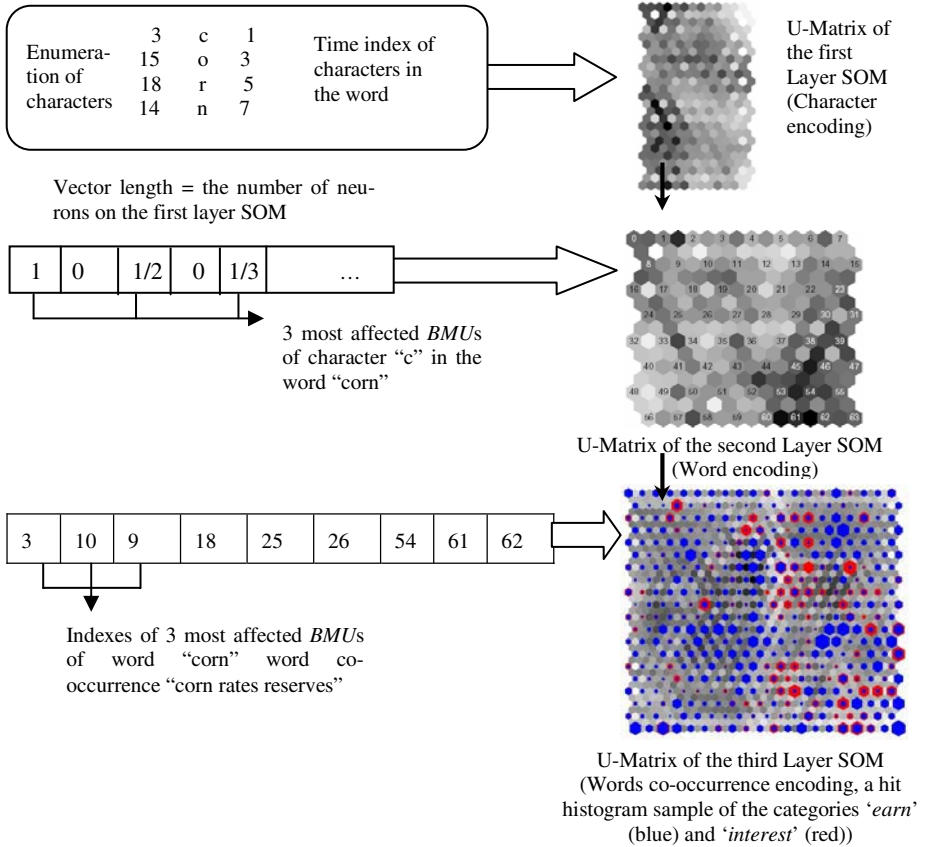 Enumera-
tion of
characters
3 c 1
15 o 3
18 r 5
14 n 7
Time index of
characters in
the word
U-Matrix of
the first
Layer SOM
(Character
encoding)
Vector length = the number of neu-
rons on the first layer SOM
1 0 1/2 0 1/3 ...
3 most affected BMUs
of character “c” in the
word “corn”
0 1 2 3 4 5 6 7
8 9 10 11 12 13 14 15
16 17 18 19 20 21 22 23
24 25 26 27 28 29 30 31
32 33 34 35 36 37 38 39
40 41 42 43 44 45 46 47
48 49 50 51 52 53 54 55
56 57 58 59 60 61 62 63
U-Matrix of the second Layer SOM
(Word encoding)
3 10 9 18 25 26 54 61 62
Indexes of 3 most affected BMUs
of word “corn” word co-
occurrence “corn rates reserves”
U-Matrix of the third Layer SOM
(Words co-occurrence encoding, a hit
histogram sample of the categories ‘earn’
(blue) and ‘interest’ (red))